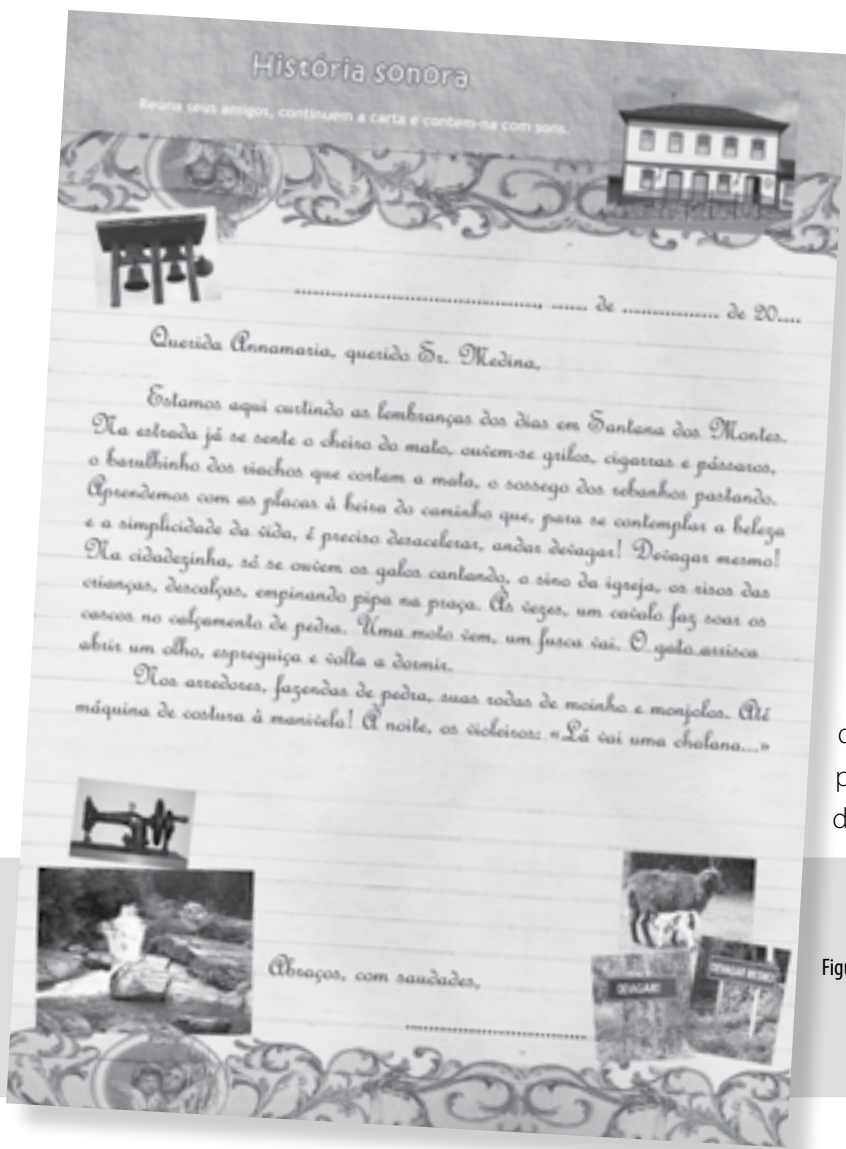 História sonora
Reúna seus amigos, continuem a carta e contem-na com sons.
............................................, ...... de ................. de 20....
Querida Annamaria, querido Sr. Medina,
Estamos aqui curtindo as lembranças dos dias em Santana dos Montes.
Na estrada já se sente o cheiro do mato, ouvem-se grilos, cigarras e pássaros,
o barulhinho dos riachos que cortam a mata, o sossego dos rebanhos pastando.
Aprendemos com as placas à beira do caminho que, para se contemplar a beleza
e a simplicidade da vida, é preciso desacelerar, andar devagar! Devagar mesmo!
Na cidadezinha, só se ouvem os galos cantando, o sino da igreja, os risos das
crianças, descalças, empinando pipa na praça. Às vezes, um cavalo faz soar os
cascos no calçamento de pedra. Uma moto vem, um fusca vai. O gato arrisca
abrir um olho, espreguiça e volta a dormir.
Nos arredores, fazendas de pedra, suas rodas de moinho e monjolos. Até
máquina de costura à manivela! À noite, os violeiros: «Lá vai uma chalana...»
DEVAGAR!
DEVAGAR MESMO!
Abraços, com saudades,
................................
Figu